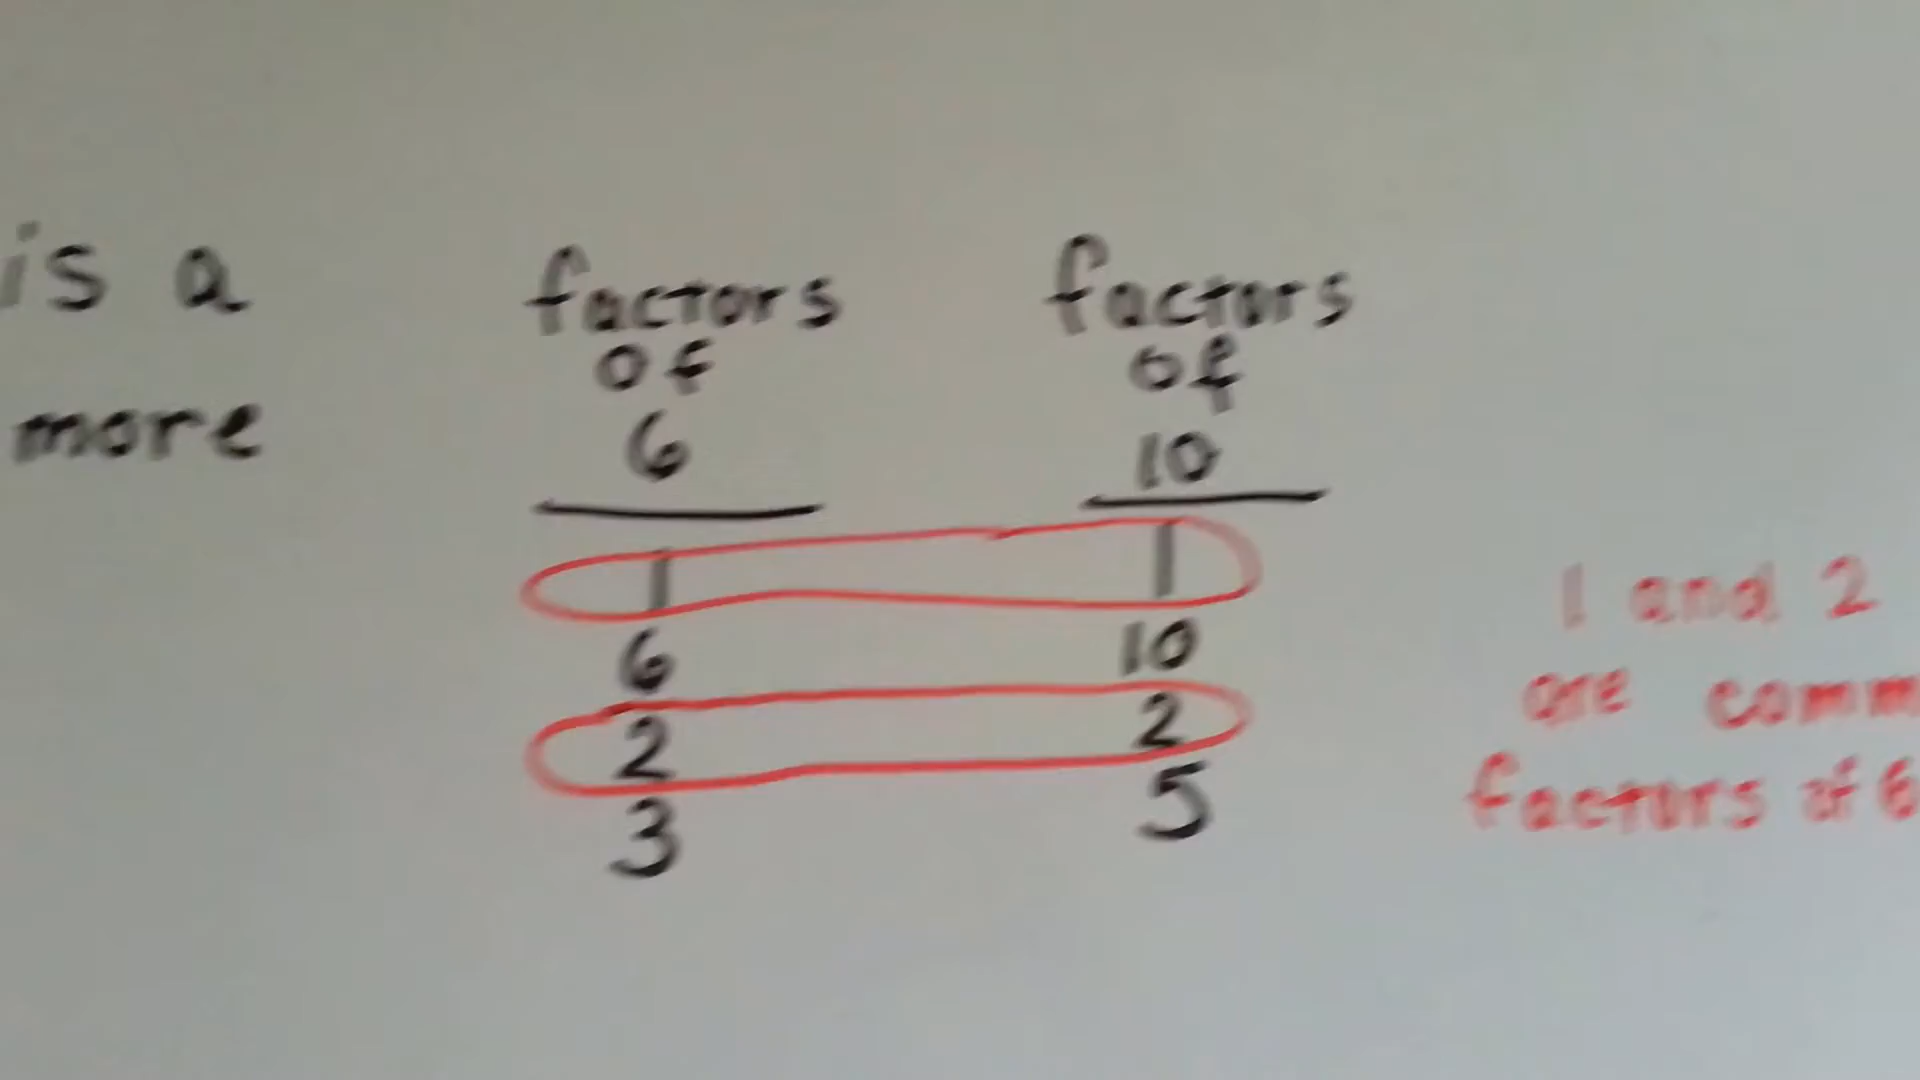 is a
more
factors
of
6
1
6
2
3
factors
of
10
1
10
2
5
1 and 2
are comm
factors of 6